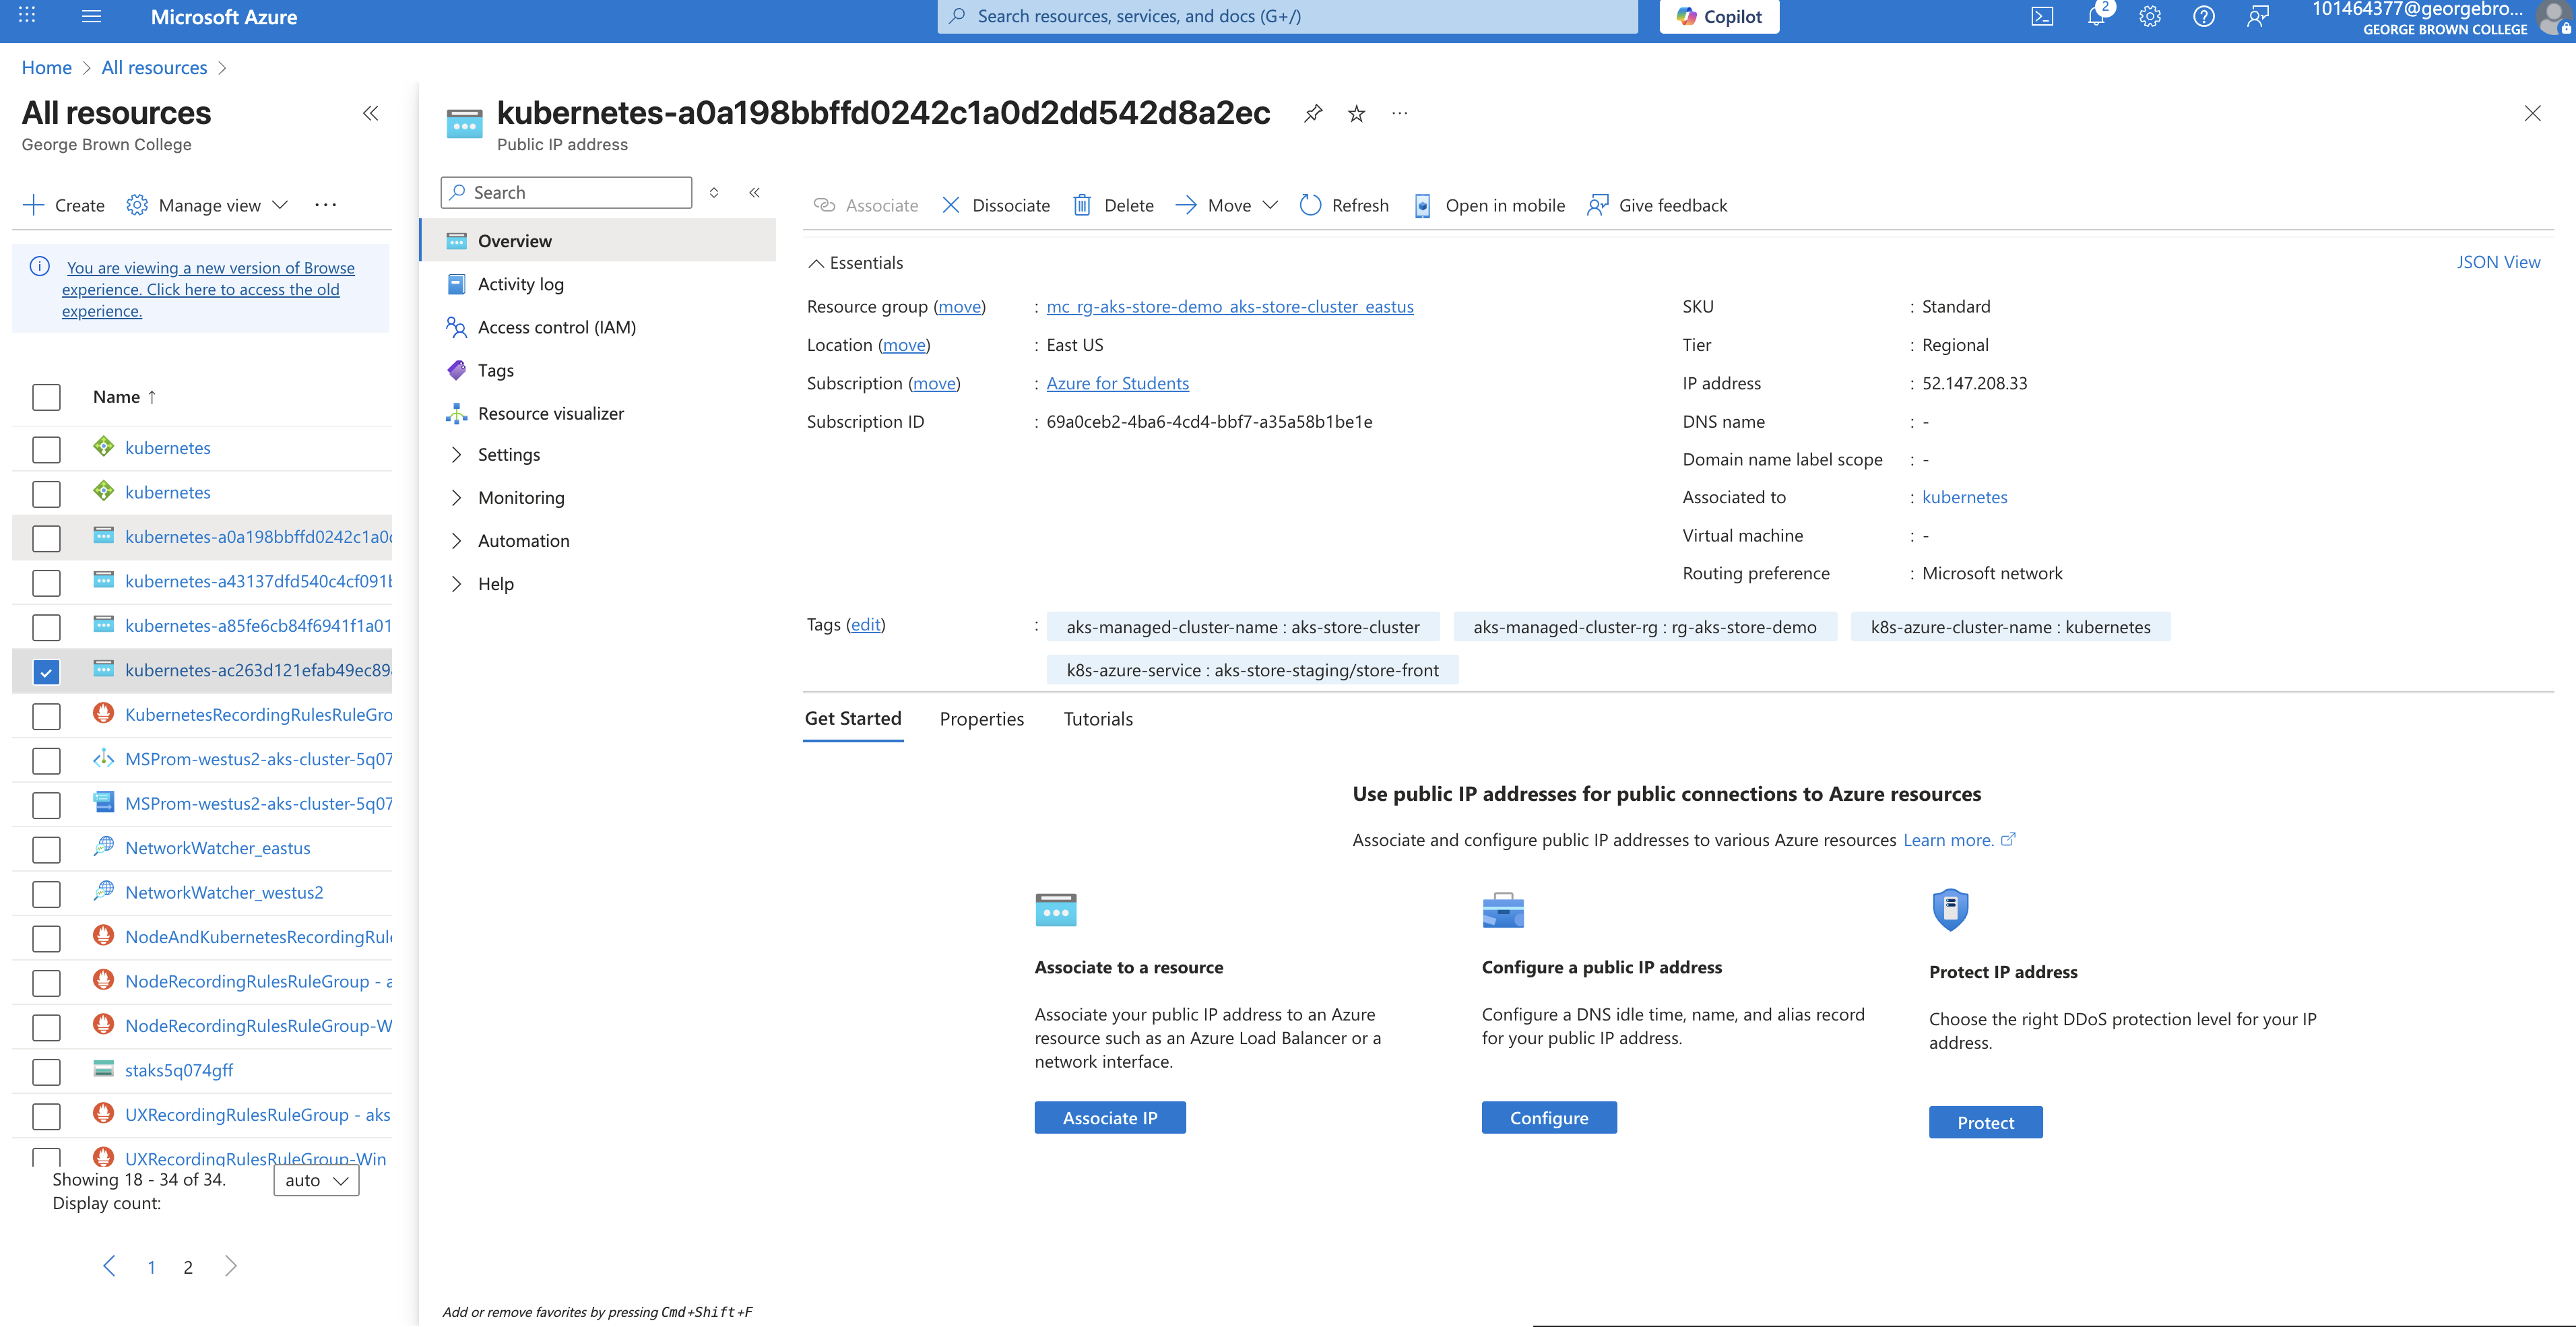 Microsoft Azure
Search resources, services, and docs (G+/)
Copilot
2
101464377@georgebro...
GEORGE BROWN COLLEGE
Home > All resources >
All resources
George Brown College
Create
Manage view
You are viewing a new version of Browse
experience. Click here to access the old
experience.
Name ↑
kubernetes
kubernetes
kubernetes-a0a198bbffd0242c1a0
kubernetes-a43137dfd540c4cf091
kubernetes-a85fe6cb84f6941f1a01
kubernetes-ac263d121efab49ec89
KubernetesRecordingRulesRuleGro
MSProm-westus2-aks-cluster-5q07
MSProm-westus2-aks-cluster-5q07
NetworkWatcher_eastus
NetworkWatcher_westus2
NodeAndKubernetesRecordingRul
NodeRecordingRulesRuleGroup - a
NodeRecordingRulesRuleGroup-W
staks5q074gff
UXRecordingRulesRuleGroup - aks
UXRecordingRulesRuleGroup-Win
Showing 18 - 34 of 34.
Display count:
auto
1 2
kubernetes-a0a198bbffd0242c1a0d2dd542d8a2ec
Public IP address
Search
Overview
Activity log
Access control (IAM)
Tags
Resource visualizer
Settings
Monitoring
Automation
Help
Add or remove favorites by pressing Cmd+Shift+F
Associate
Dissociate
Delete
Move
Refresh
Open in mobile
Give feedback
Essentials
JSON View
Resource group (move) : mc_rg-aks-store-demo_aks-store-cluster_eastus
Location (move) : East US
Subscription (move) : Azure for Students
Subscription ID : 69a0ceb2-4ba6-4cd4-bbf7-a35a58b1be1e
SKU : Standard
Tier : Regional
IP address : 52.147.208.33
DNS name : -
Domain name label scope : -
Associated to : kubernetes
Virtual machine : -
Routing preference : Microsoft network
Tags (edit) : aks-managed-cluster-name : aks-store-cluster aks-managed-cluster-rg : rg-aks-store-demo k8s-azure-cluster-name : kubernetes
k8s-azure-service : aks-store-staging/store-front
Get Started
Properties
Tutorials
Use public IP addresses for public connections to Azure resources
Associate and configure public IP addresses to various Azure resources Learn more.
Associate to a resource
Associate your public IP address to an Azure
resource such as an Azure Load Balancer or a
network interface.
Associate IP
Configure a public IP address
Configure a DNS idle time, name, and alias record
for your public IP address.
Configure
Protect IP address
Choose the right DDoS protection level for your IP
address.
Protect